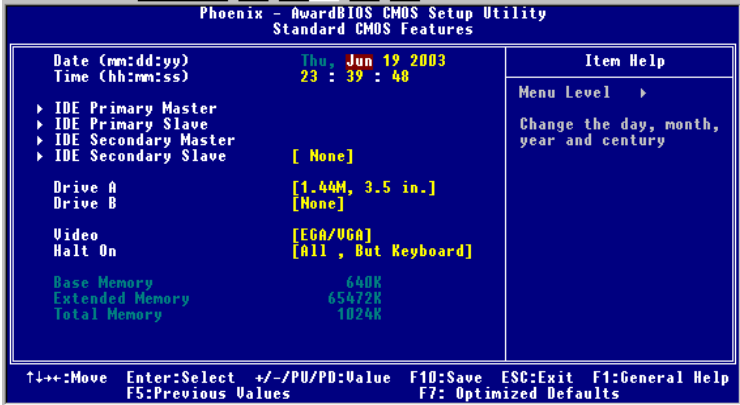 Phoenix - AwardBIOS CMOS Setup Utility
Standard CMOS Features
Date (mm:dd:yy) Thu, Jun 19 2003
Time (hh:mm:ss) 23 : 39 : 48
IDE Primary Master
IDE Primary Slave
IDE Secondary Master
IDE Secondary Slave [ None]
Drive A [1.44M, 3.5 in.]
Drive B [None]
Video [EGA/VGA]
Halt On [All , But Keyboard]
Base Memory 640K
Extended Memory 65472K
Total Memory 1024K
Item Help
Menu Level
Change the day, month,
year and century
↑↓→←:Move Enter:Select +/-/PU/PD:Value F10:Save ESC:Exit F1:General Help
F5:Previous Values F7: Optimized Defaults